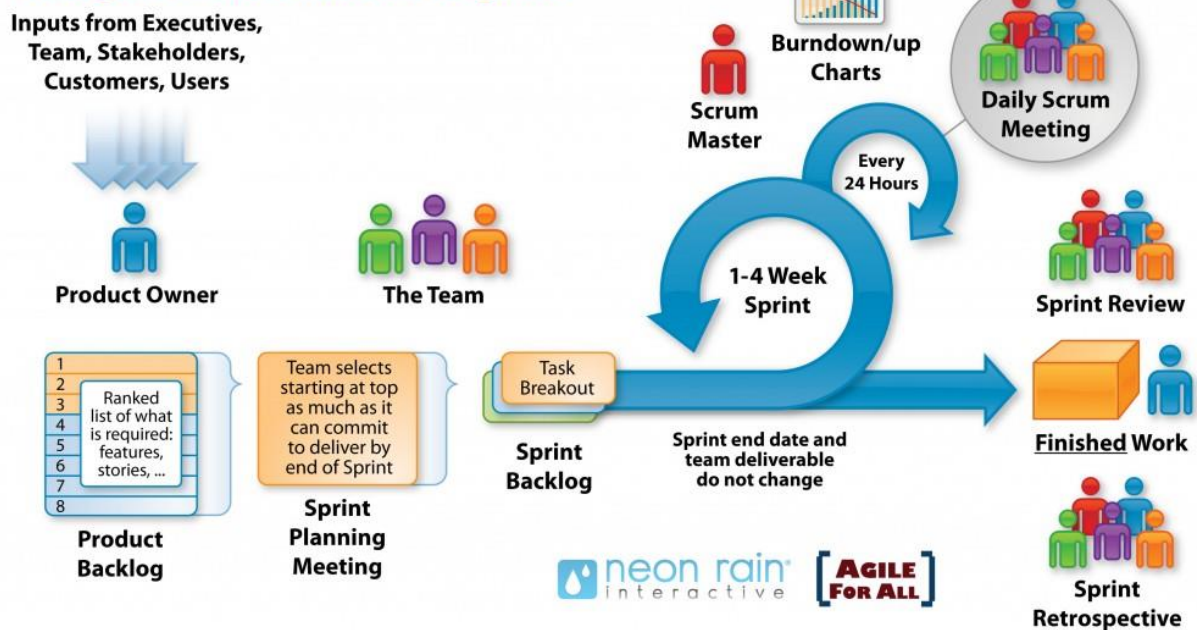 Inputs from Executives,
Team, Stakeholders,
Customers, Users
Product Owner
The Team
Scrum
Master
Burndown/up
Charts
Daily Scrum
Meeting
Every
24 Hours
1-4 Week
Sprint
Sprint Review
1
2
3
4
5
6
7
8
Ranked
list of what
is required:
features,
stories, ...
Product
Backlog
Team selects
starting at top
as much as it
can commit
to deliver by
end of Sprint
Sprint
Planning
Meeting
Task
Breakout
Sprint
Backlog
Sprint end date and
team deliverable
do not change
Finished Work
Sprint
Retrospective
neon rain
interactive
AGILE
FOR ALL